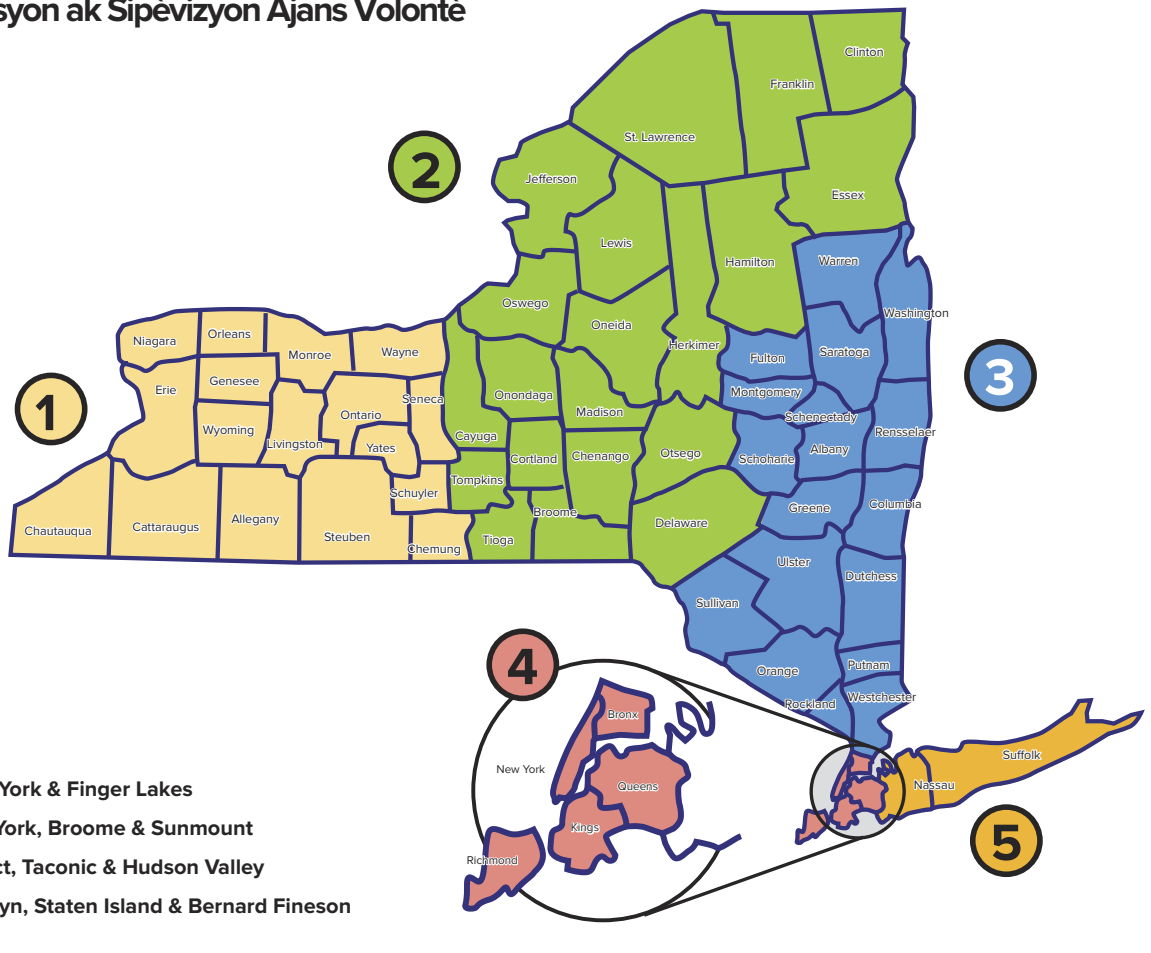 syon ak Sipèvizyon Ajans Volontè
Clinton
Franklin
St. Lawrence
2
Jefferson
Essex
Lewis
Hamilton
Warren
Oswego
Washington
Oneida
Niagara
Orleans
Herkimer
Monroe
Wayne
Fulton
Saratoga
3
Genesee
Erie
Onondaga
Montgomery
Seneca
1
Madison
Ontario
Schenectady
Wyoming
Cayuga
Rensselaer
Livingston
Yates
Albany
Cortland
Chenango
Otsego
Schoharie
Tompkins
Schuyler
Columbia
Greene
Broome
Chautauqua
Cattaraugus
Allegany
Delaware
Steuben
Tioga
Chemung
Ulster
Dutchess
Sullivan
4
Orange
Putnam
Rockland
Westchester
Bronx
New York
Queens
Suffolk
Nassau
Kings
5
Richmond
York & Finger Lakes
York, Broome & Sunmount
ct, Taconic & Hudson Valley
yn, Staten Island & Bernard Fineson